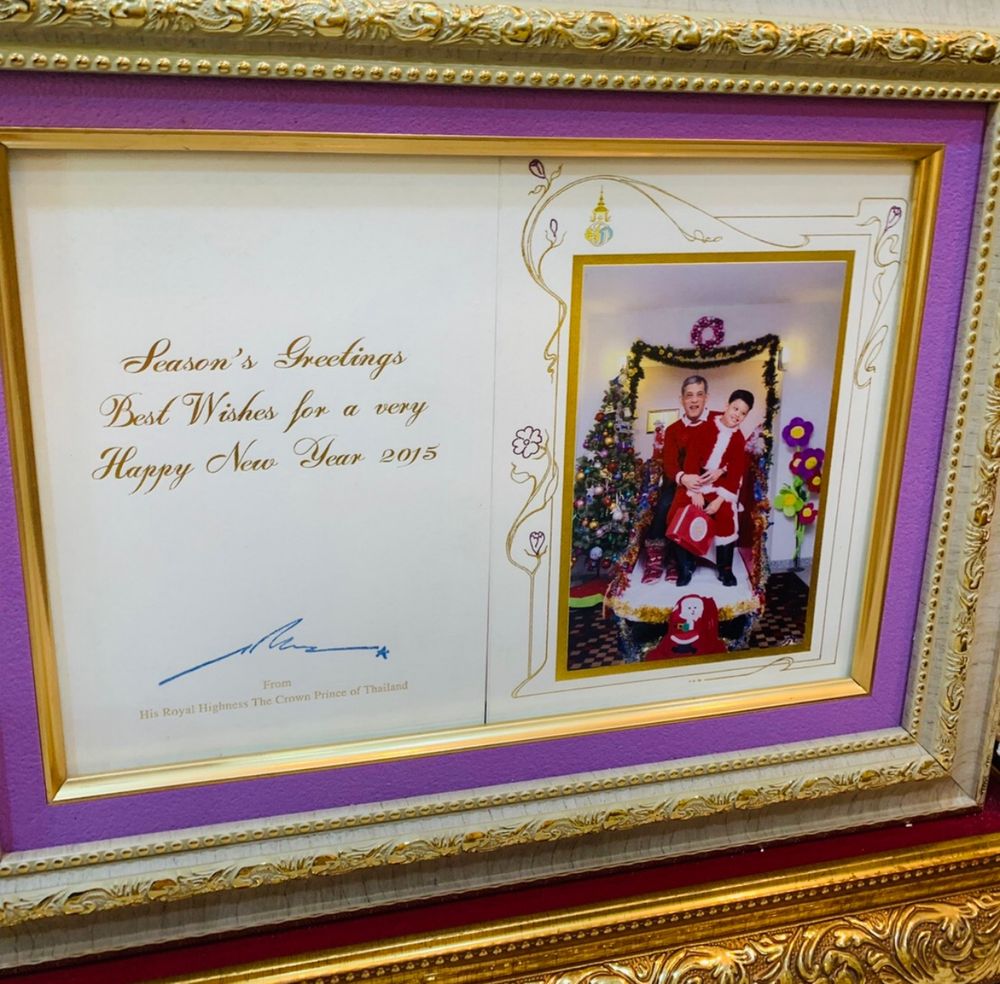 Season's Greetings
Best Wishes for a very
Happy New Year 2015
From
His Royal Highness The Crown Prince of Thailand